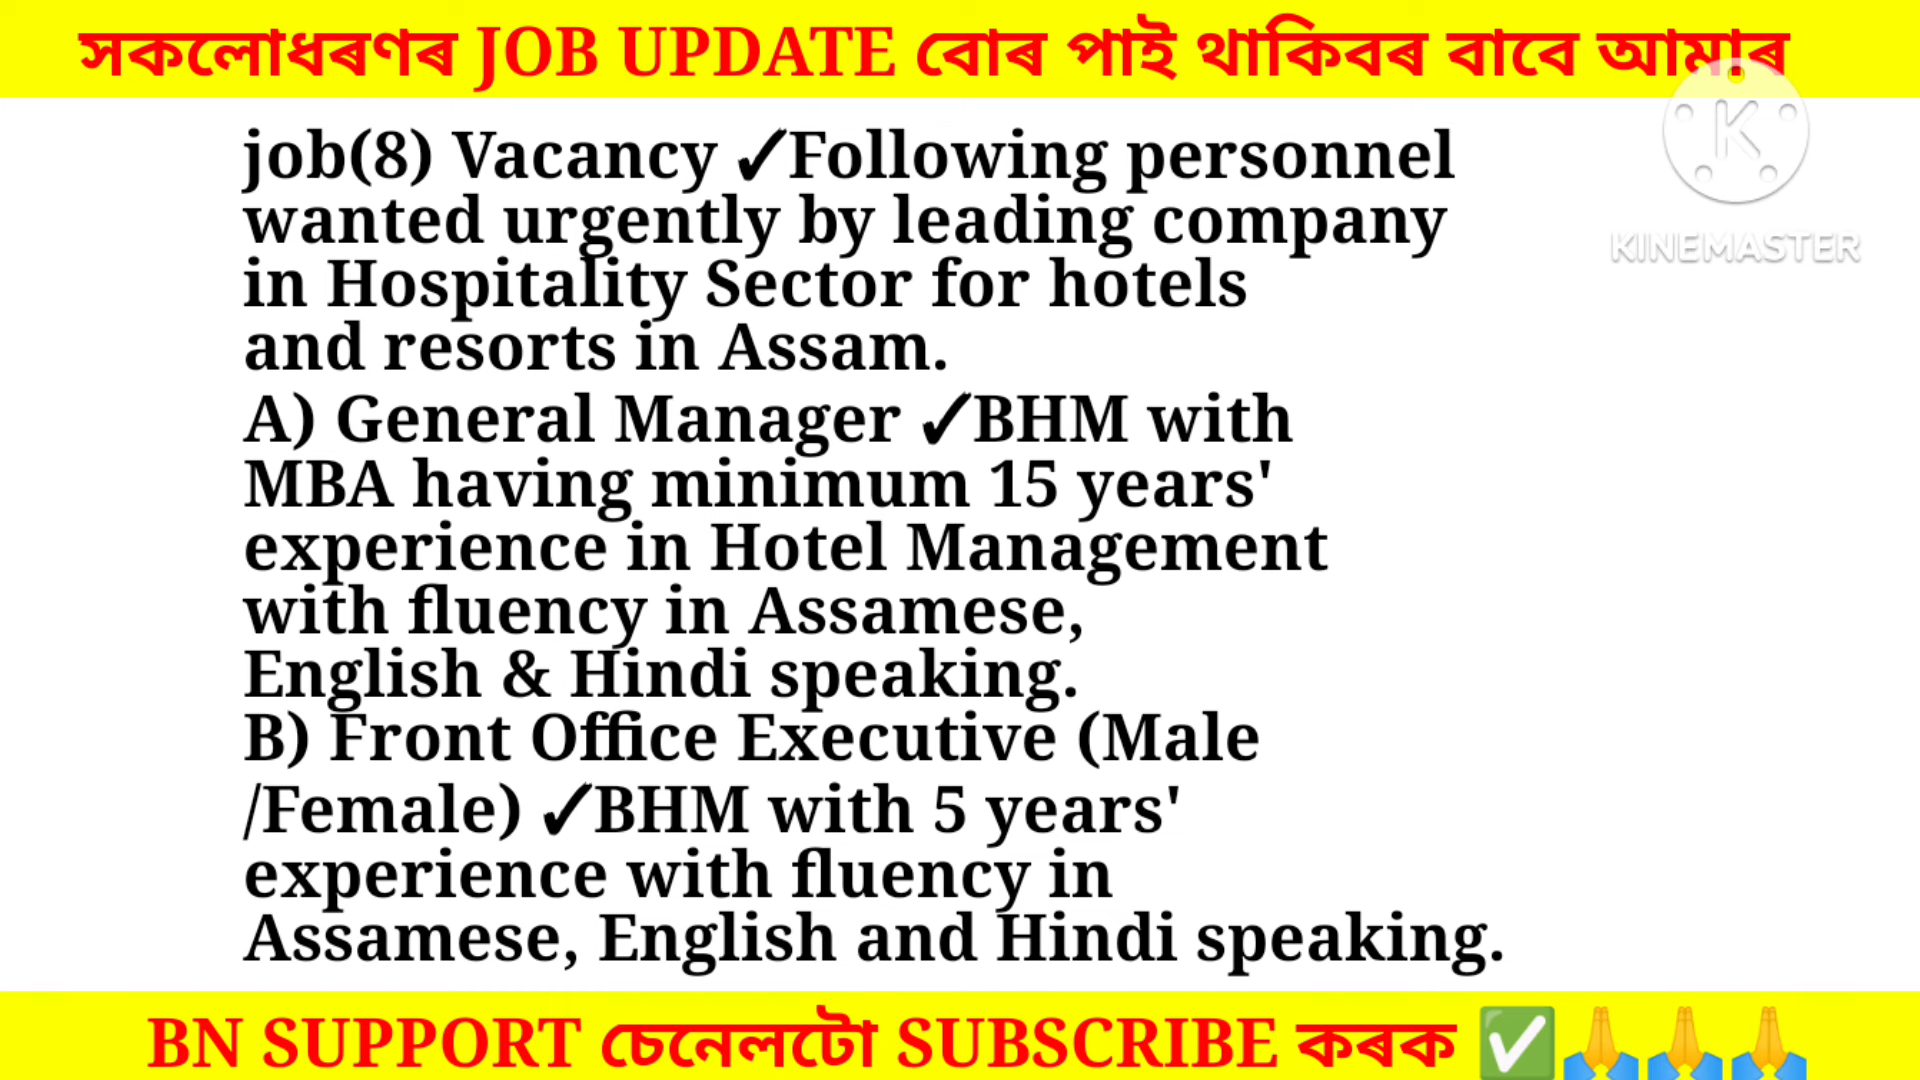 সকলোধৰণৰ JOB UPDATE বোৰ পাই থাকিবৰ বাবে আমাৰ
job(8) Vacancy ✓Following personnel
wanted urgently by leading company
in Hospitality Sector for hotels
and resorts in Assam.
A) General Manager ✓BHM with
MBA having minimum 15 years'
experience in Hotel Management
with fluency in Assamese,
English & Hindi speaking.
B) Front Office Executive (Male
/Female) ✓BHM with 5 years'
experience with fluency in
Assamese, English and Hindi speaking.
K
KINEMASTER
BN SUPPORT চেনেলটো SUBSCRIBE কৰক ✅🙏🙏🙏